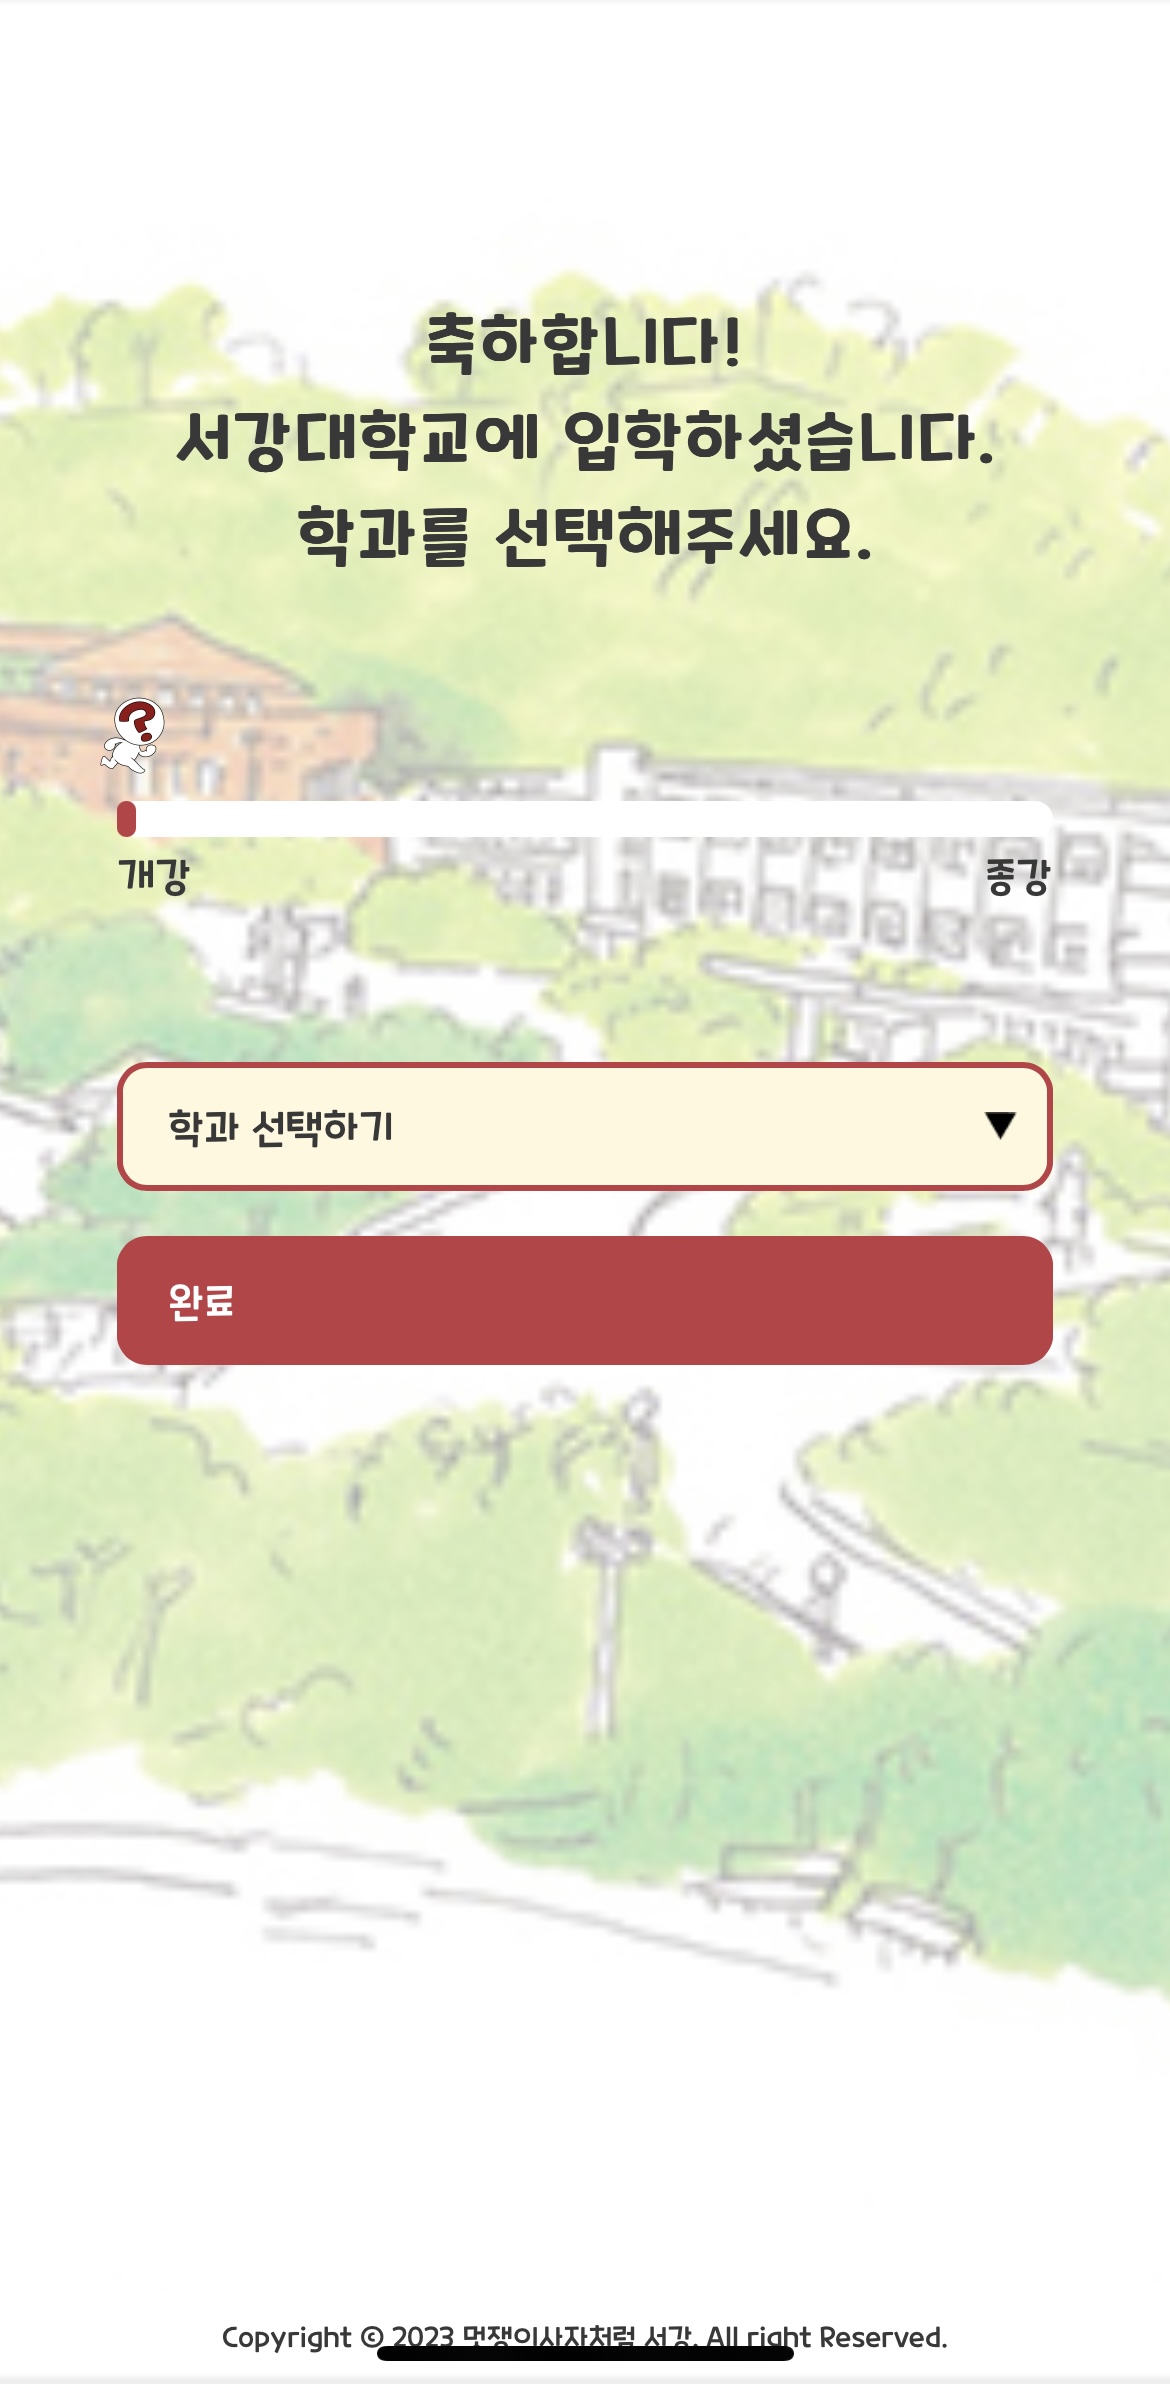 축하합니다!
서강대학교에 입학하셨습니다.
학과를 선택해주세요.
?
개강
종강
학과 선택하기
완료
Copyright © 2023 멋쟁이사자처럼 서강. All right Reserved.